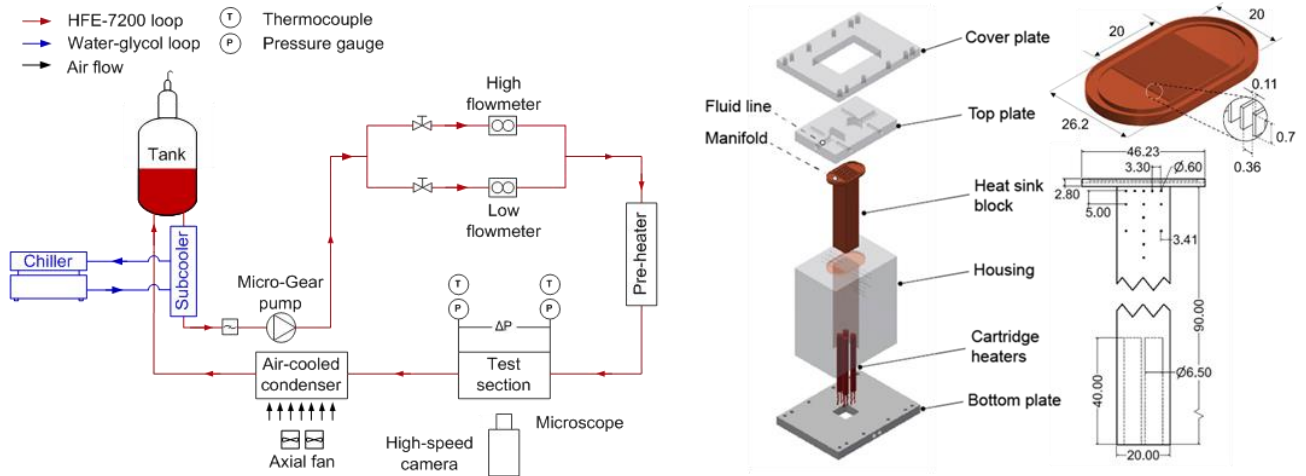 HFE-7200 loop
Water-glycol loop
Air flow
T
Thermocouple
P
Pressure gauge
Tank
High
flowmeter
Low
flowmeter
Pre-heater
Chiller
Subcooler
Micro-Gear
pump
T
P
T
P
ΔP
Test
section
Air-cooled
condenser
Axial fan
Microscope
High-speed
camera
Cover plate
Fluid line
Manifold
Top plate
Heat sink
block
Housing
Cartridge
heaters
Bottom plate
20
20
0.11
26.2
0.7
0.36
46.23
3.30
Ø.60
2.80
5.00
3.41
90.00
40.00
Ø6.50
20.00